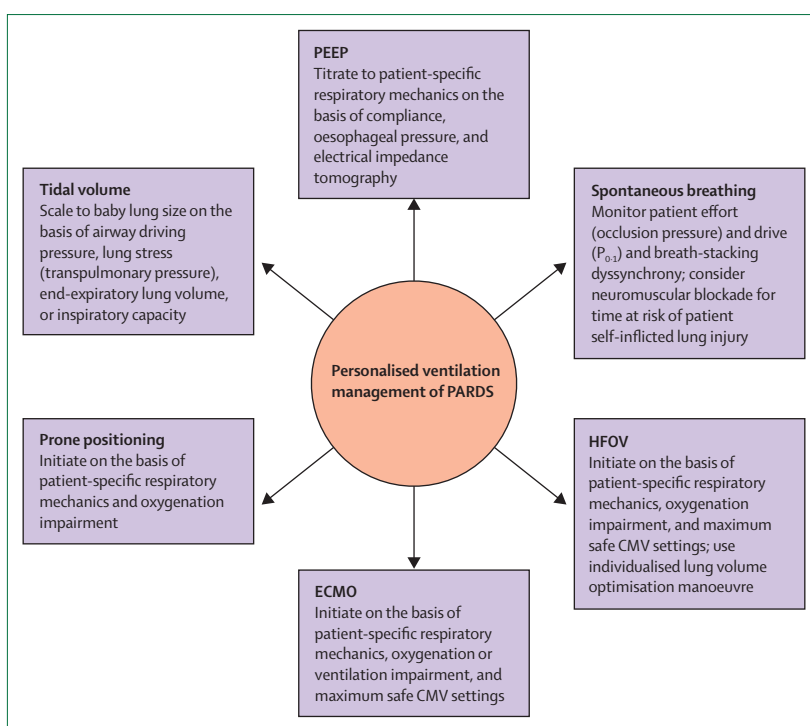 PEEP
Titrate to patient-specific
respiratory mechanics on the
basis of compliance,
oesophageal pressure, and
electrical impedance
tomography
Tidal volume
Scale to baby lung size on the
basis of airway driving
pressure, lung stress
(transpulmonary pressure),
end-expiratory lung volume,
or inspiratory capacity
Spontaneous breathing
Monitor patient effort
(occlusion pressure) and drive
(P0·1) and breath-stacking
dyssynchrony; consider
neuromuscular blockade for
time at risk of patient
self-inflicted lung injury
Personalised ventilation
management of PARDS
Prone positioning
Initiate on the basis of
patient-specific respiratory
mechanics and oxygenation
impairment
HFOV
Initiate on the basis of
patient-specific respiratory
mechanics, oxygenation
impairment, and maximum
safe CMV settings; use
individualised lung volume
optimisation manoeuvre
ECMO
Initiate on the basis of
patient-specific respiratory
mechanics, oxygenation or
ventilation impairment, and
maximum safe CMV settings